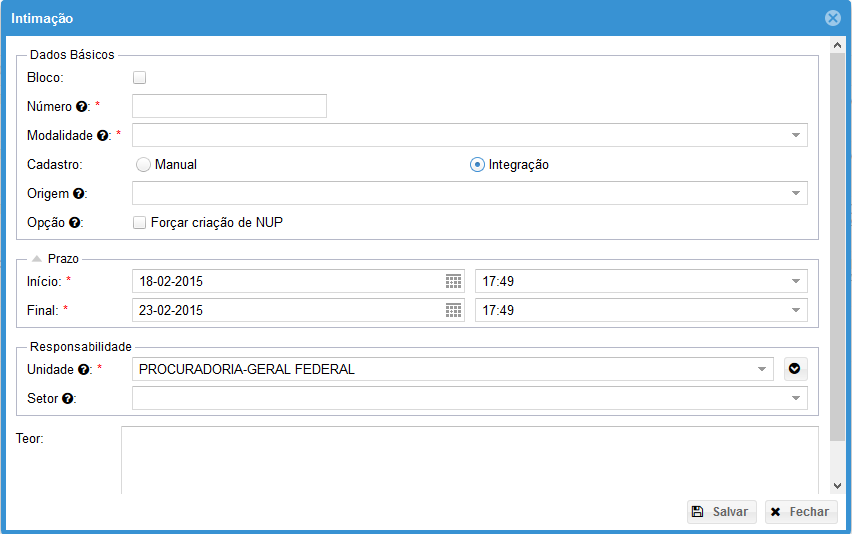 Intimação
Dados Básicos
Bloco:
Número ?: *
Modalidade ?: *
Cadastro: Manual Integração
Origem ?:
Opção ?: Forçar criação de NUP
Prazo
Início: * 18-02-2015 17:49
Final: * 23-02-2015 17:49
Responsabilidade
Unidade ?: * PROCURADORIA-GERAL FEDERAL
Setor ?:
Teor:
Salvar Fechar